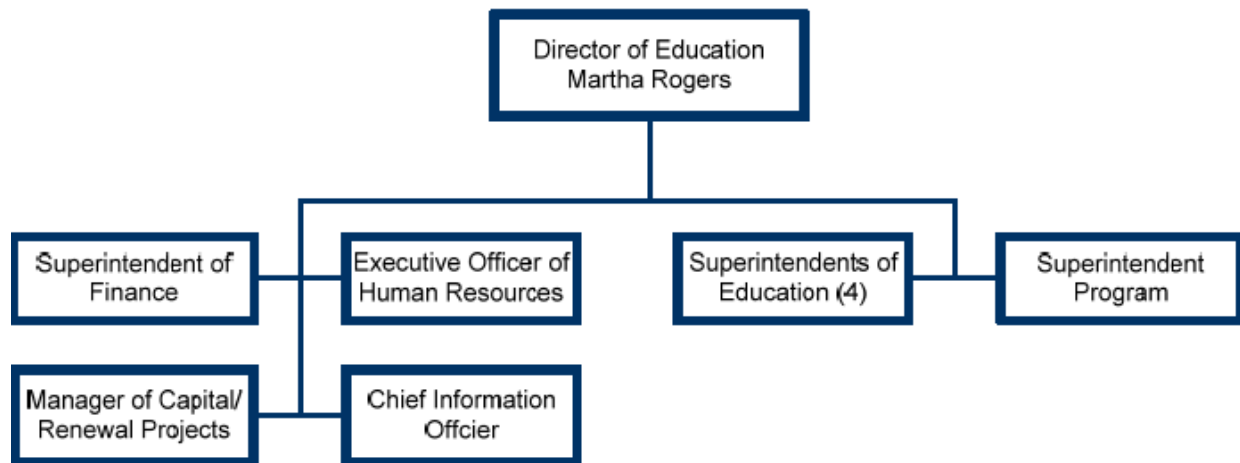 Director of Education
Martha Rogers
Superintendent of
Finance
Executive Officer of
Human Resources
Superintendents of
Education (4)
Superintendent
Program
Manager of Capital/
Renewal Projects
Chief Information
Offcier